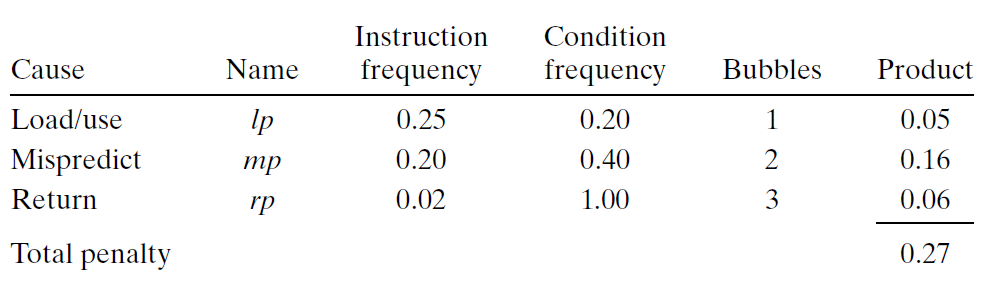 Instruction Condition
Cause Name frequency frequency Bubbles Product
Load/use lp 0.25 0.20 1 0.05
Mispredict mp 0.20 0.40 2 0.16
Return rp 0.02 1.00 3 0.06
Total penalty 0.27